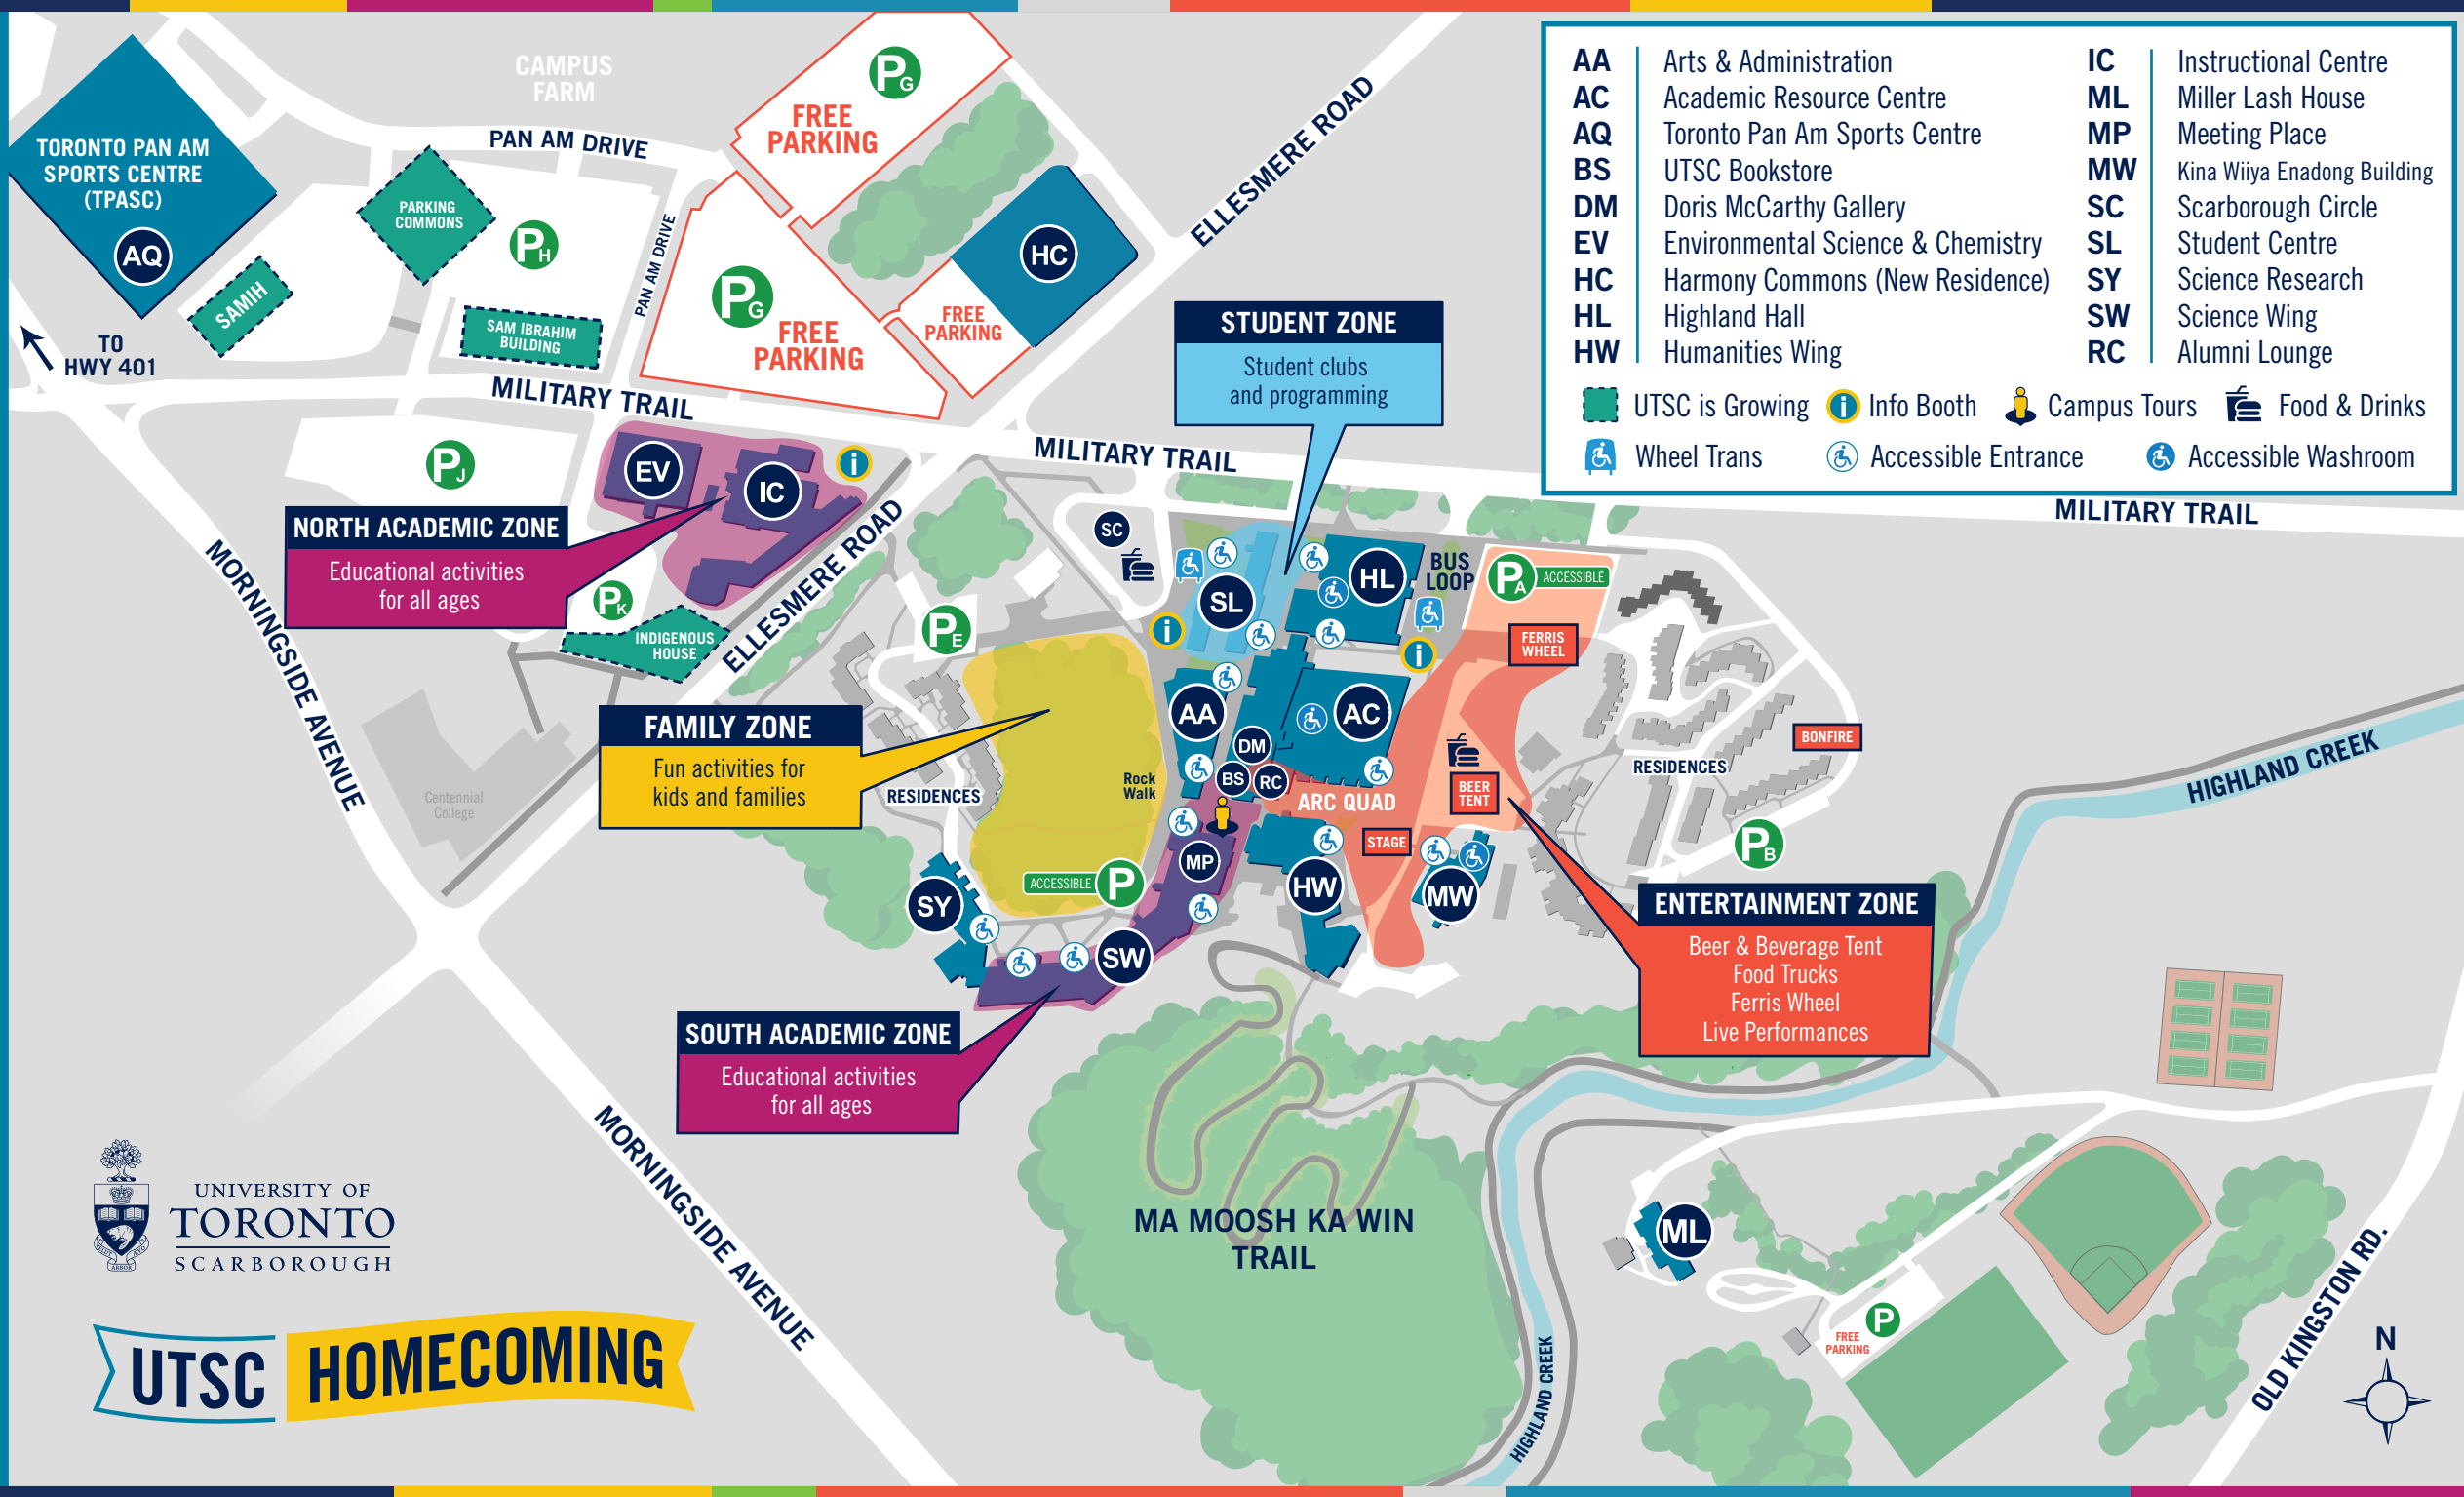 CAMPUS
FARM
TORONTO PAN AM
SPORTS CENTRE
(TPASC)
AQ
PAN AM DRIVE
PARKING
COMMONS
PH
SAMIH
SAM IBRAHIM
BUILDING
PAN AM DRIVE
PG
FREE
PARKING
PG
FREE
PARKING
FREE
PARKING
HC
ELLESMERE ROAD
TO
HWY 401
MILITARY TRAIL
MILITARY TRAIL
MILITARY TRAIL
AA Arts & Administration
AC Academic Resource Centre
AQ Toronto Pan Am Sports Centre
BS UTSC Bookstore
DM Doris McCarthy Gallery
EV Environmental Science & Chemistry
HC Harmony Commons (New Residence)
HL Highland Hall
HW Humanities Wing
IC Instructional Centre
ML Miller Lash House
MP Meeting Place
MW Kina Wiiya Enadong Building
SC Scarborough Circle
SL Student Centre
SY Science Research
SW Science Wing
RC Alumni Lounge
UTSC is Growing
i Info Booth
Campus Tours
Food & Drinks
Wheel Trans
Accessible Entrance
Accessible Washroom
STUDENT ZONE
Student clubs
and programming
PJ
EV
IC
i
NORTH ACADEMIC ZONE
Educational activities
for all ages
PK
INDIGENOUS
HOUSE
ELLESMERE ROAD
MORNINGSIDE AVENUE
Centennial
College
PE
SC
SL
HL
BUS
LOOP
PA ACCESSIBLE
i
i
FERRIS
WHEEL
FAMILY ZONE
Fun activities for
kids and families
RESIDENCES
Rock
Walk
AA
AC
DM
BS
RC
ARC QUAD
BEER
TENT
STAGE
RESIDENCES
BONFIRE
PB
HIGHLAND CREEK
ACCESSIBLE P
MP
HW
MW
SY
SW
ENTERTAINMENT ZONE
Beer & Beverage Tent
Food Trucks
Ferris Wheel
Live Performances
SOUTH ACADEMIC ZONE
Educational activities
for all ages
MORNINGSIDE AVENUE
MA MOOSH KA WIN
TRAIL
HIGHLAND CREEK
ML
P
FREE
PARKING
OLD KINGSTON RD.
N
UNIVERSITY OF
TORONTO
SCARBOROUGH
UTSC HOMECOMING